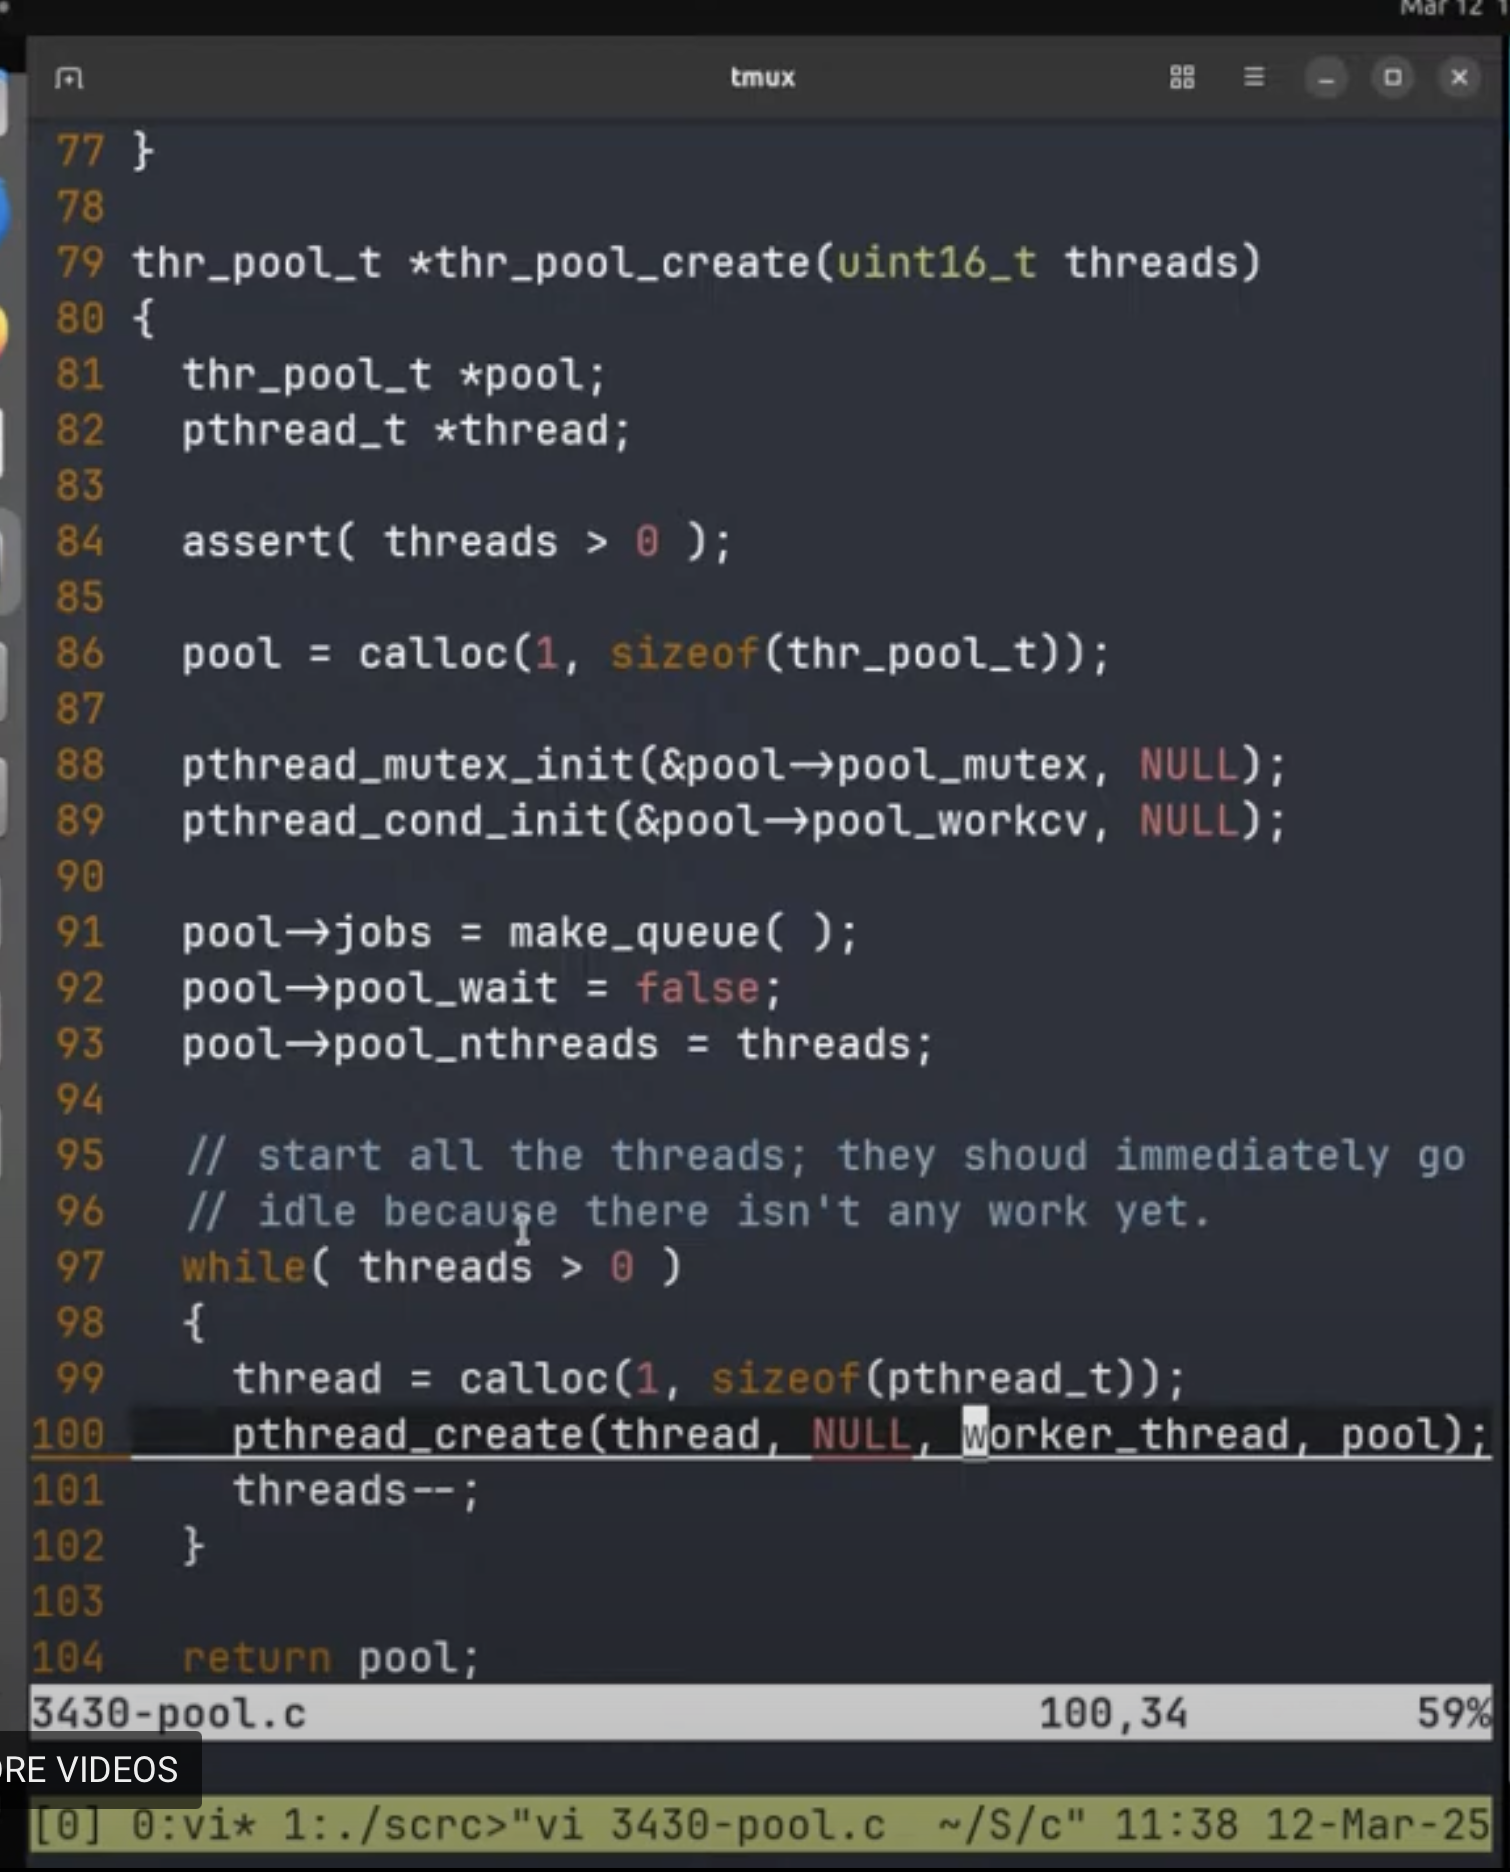 Mar 12 1
tmux
77 }
78
79 thr_pool_t *thr_pool_create(uint16_t threads)
80 {
81   thr_pool_t *pool;
82   pthread_t *thread;
83
84   assert( threads > 0 );
85
86   pool = calloc(1, sizeof(thr_pool_t));
87
88   pthread_mutex_init(&pool→pool_mutex, NULL);
89   pthread_cond_init(&pool→pool_workcv, NULL);
90
91   pool→jobs = make_queue( );
92   pool→pool_wait = false;
93   pool→pool_nthreads = threads;
94
95   // start all the threads; they shoud immediately go
96   // idle because there isn't any work yet.
97   while( threads > 0 )
98   {
99     thread = calloc(1, sizeof(pthread_t));
100     pthread_create(thread, NULL, worker_thread, pool);
101     threads--;
102   }
103
104   return pool;
3430-pool.c 100,34 59%
ORE VIDEOS
[0] 0:vi* 1:./scrc>"vi 3430-pool.c ~/S/c" 11:38 12-Mar-25